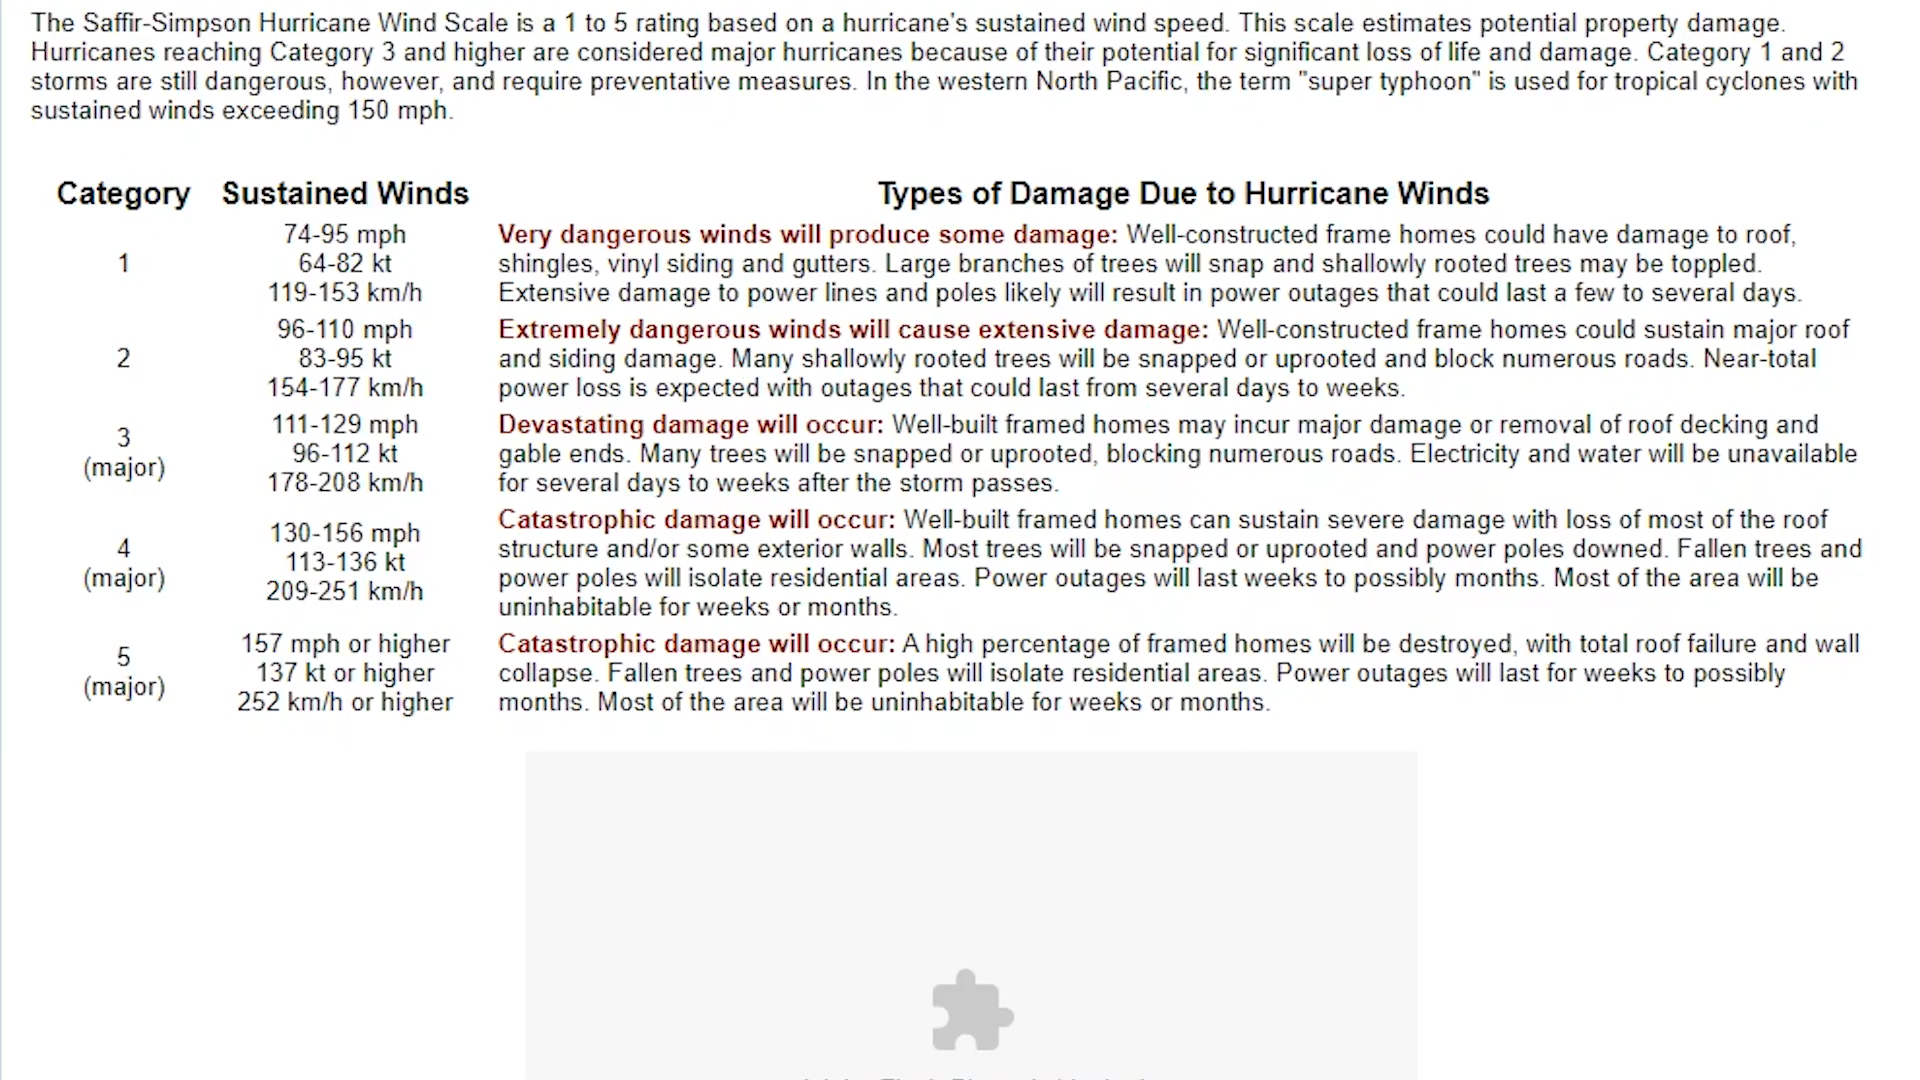 The Saffir-Simpson Hurricane Wind Scale is a 1 to 5 rating based on a hurricane's sustained wind speed. This scale estimates potential property damage.
Hurricanes reaching Category 3 and higher are considered major hurricanes because of their potential for significant loss of life and damage. Category 1 and 2
storms are still dangerous, however, and require preventative measures. In the western North Pacific, the term "super typhoon" is used for tropical cyclones with
sustained winds exceeding 150 mph.
Category Sustained Winds Types of Damage Due to Hurricane Winds
1
74-95 mph
64-82 kt
119-153 km/h
Very dangerous winds will produce some damage: Well-constructed frame homes could have damage to roof,
shingles, vinyl siding and gutters. Large branches of trees will snap and shallowly rooted trees may be toppled.
Extensive damage to power lines and poles likely will result in power outages that could last a few to several days.
2
96-110 mph
83-95 kt
154-177 km/h
Extremely dangerous winds will cause extensive damage: Well-constructed frame homes could sustain major roof
and siding damage. Many shallowly rooted trees will be snapped or uprooted and block numerous roads. Near-total
power loss is expected with outages that could last from several days to weeks.
3
(major)
111-129 mph
96-112 kt
178-208 km/h
Devastating damage will occur: Well-built framed homes may incur major damage or removal of roof decking and
gable ends. Many trees will be snapped or uprooted, blocking numerous roads. Electricity and water will be unavailable
for several days to weeks after the storm passes.
4
(major)
130-156 mph
113-136 kt
209-251 km/h
Catastrophic damage will occur: Well-built framed homes can sustain severe damage with loss of most of the roof
structure and/or some exterior walls. Most trees will be snapped or uprooted and power poles downed. Fallen trees and
power poles will isolate residential areas. Power outages will last weeks to possibly months. Most of the area will be
uninhabitable for weeks or months.
5
(major)
157 mph or higher
137 kt or higher
252 km/h or higher
Catastrophic damage will occur: A high percentage of framed homes will be destroyed, with total roof failure and wall
collapse. Fallen trees and power poles will isolate residential areas. Power outages will last for weeks to possibly
months. Most of the area will be uninhabitable for weeks or months.